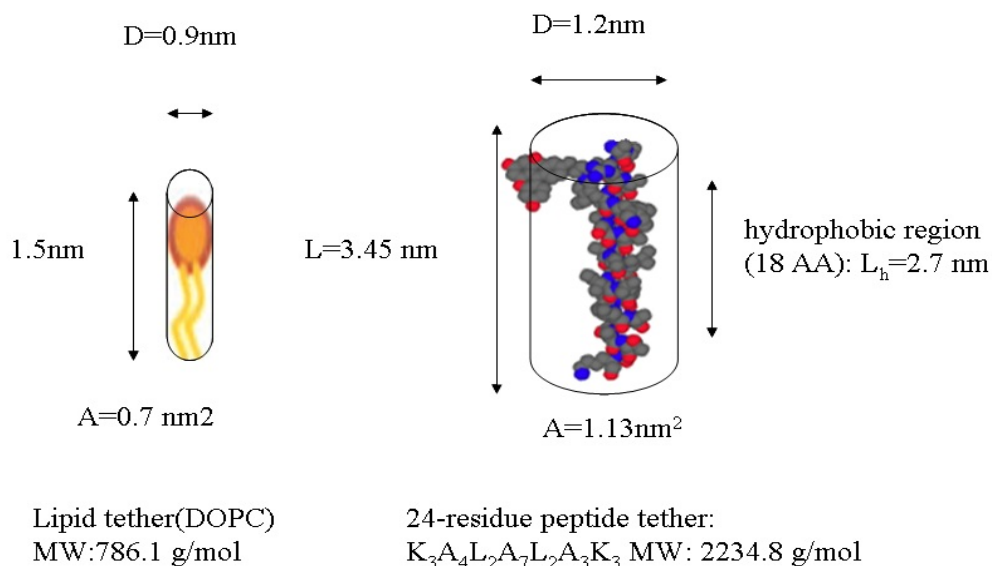 D=0.9nm
D=1.2nm
1.5nm
L=3.45 nm
hydrophobic region
(18 AA): Lₕ=2.7 nm
A=0.7 nm2
A=1.13nm²
Lipid tether(DOPC)
MW:786.1 g/mol
24-residue peptide tether:
K₃A₄L₂A₇L₂A₃K₃ MW: 2234.8 g/mol